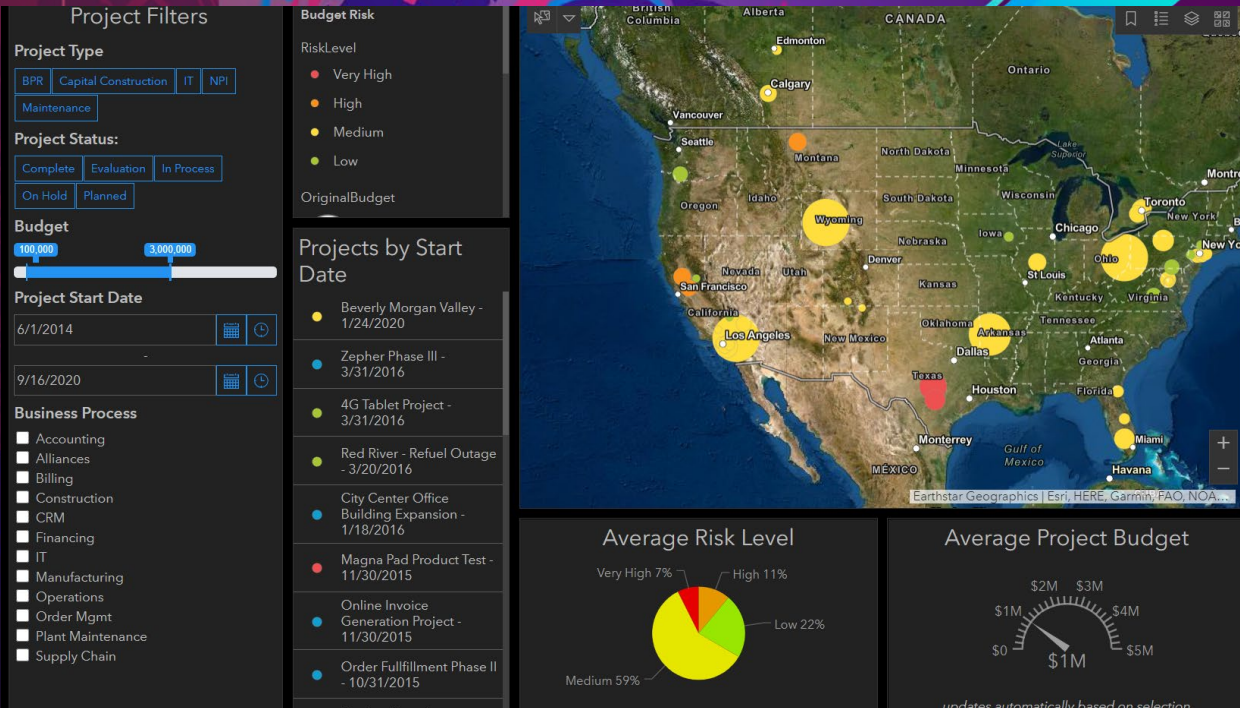 Project Filters
Project Type
BPR
Capital Construction
IT
NPI
Maintenance
Project Status:
Complete
Evaluation
In Process
On Hold
Planned
Budget
100,000
3,000,000
Project Start Date
6/1/2014
-
9/16/2020
Business Process
Accounting
Alliances
Billing
Construction
CRM
Financing
IT
Manufacturing
Operations
Order Mgmt
Plant Maintenance
Supply Chain
Budget Risk
RiskLevel
Very High
High
Medium
Low
OriginalBudget
Projects by Start
Date
Beverly Morgan Valley -
1/24/2020
Zepher Phase III -
3/31/2016
4G Tablet Project -
3/31/2016
Red River - Refuel Outage
- 3/20/2016
City Center Office
Building Expansion -
1/18/2016
Magna Pad Product Test -
11/30/2015
Online Invoice
Generation Project -
11/30/2015
Order Fullfillment Phase II
- 10/31/2015
British
Columbia
Alberta
CANADA
Edmonton
Calgary
Ontario
Vancouver
Seattle
Montana
North Dakota
Minnesota
Lake
Superior
Montre
Oregon
Idaho
Wyoming
South Dakota
Wisconsin
Toronto
New York
Nebraska
Iowa
Chicago
Ohio
New Yo
Nevada
Utah
Denver
San Francisco
Kansas
St Louis
Kentucky
Virginia
California
Los Angeles
New Mexico
Oklahoma
Arkansas
Tennessee
Atlanta
Dallas
Georgia
Texas
Houston
Florida
Monterrey
Gulf of
Mexico
Miami
MÉXICO
Havana
+
−
Earthstar Geographics | Esri, HERE, Garmin, FAO, NOA...
Average Risk Level
Very High 7%
High 11%
Low 22%
Medium 59%
Average Project Budget
$0
$1M
$2M
$3M
$4M
$5M
$1M
updates automatically based on selection